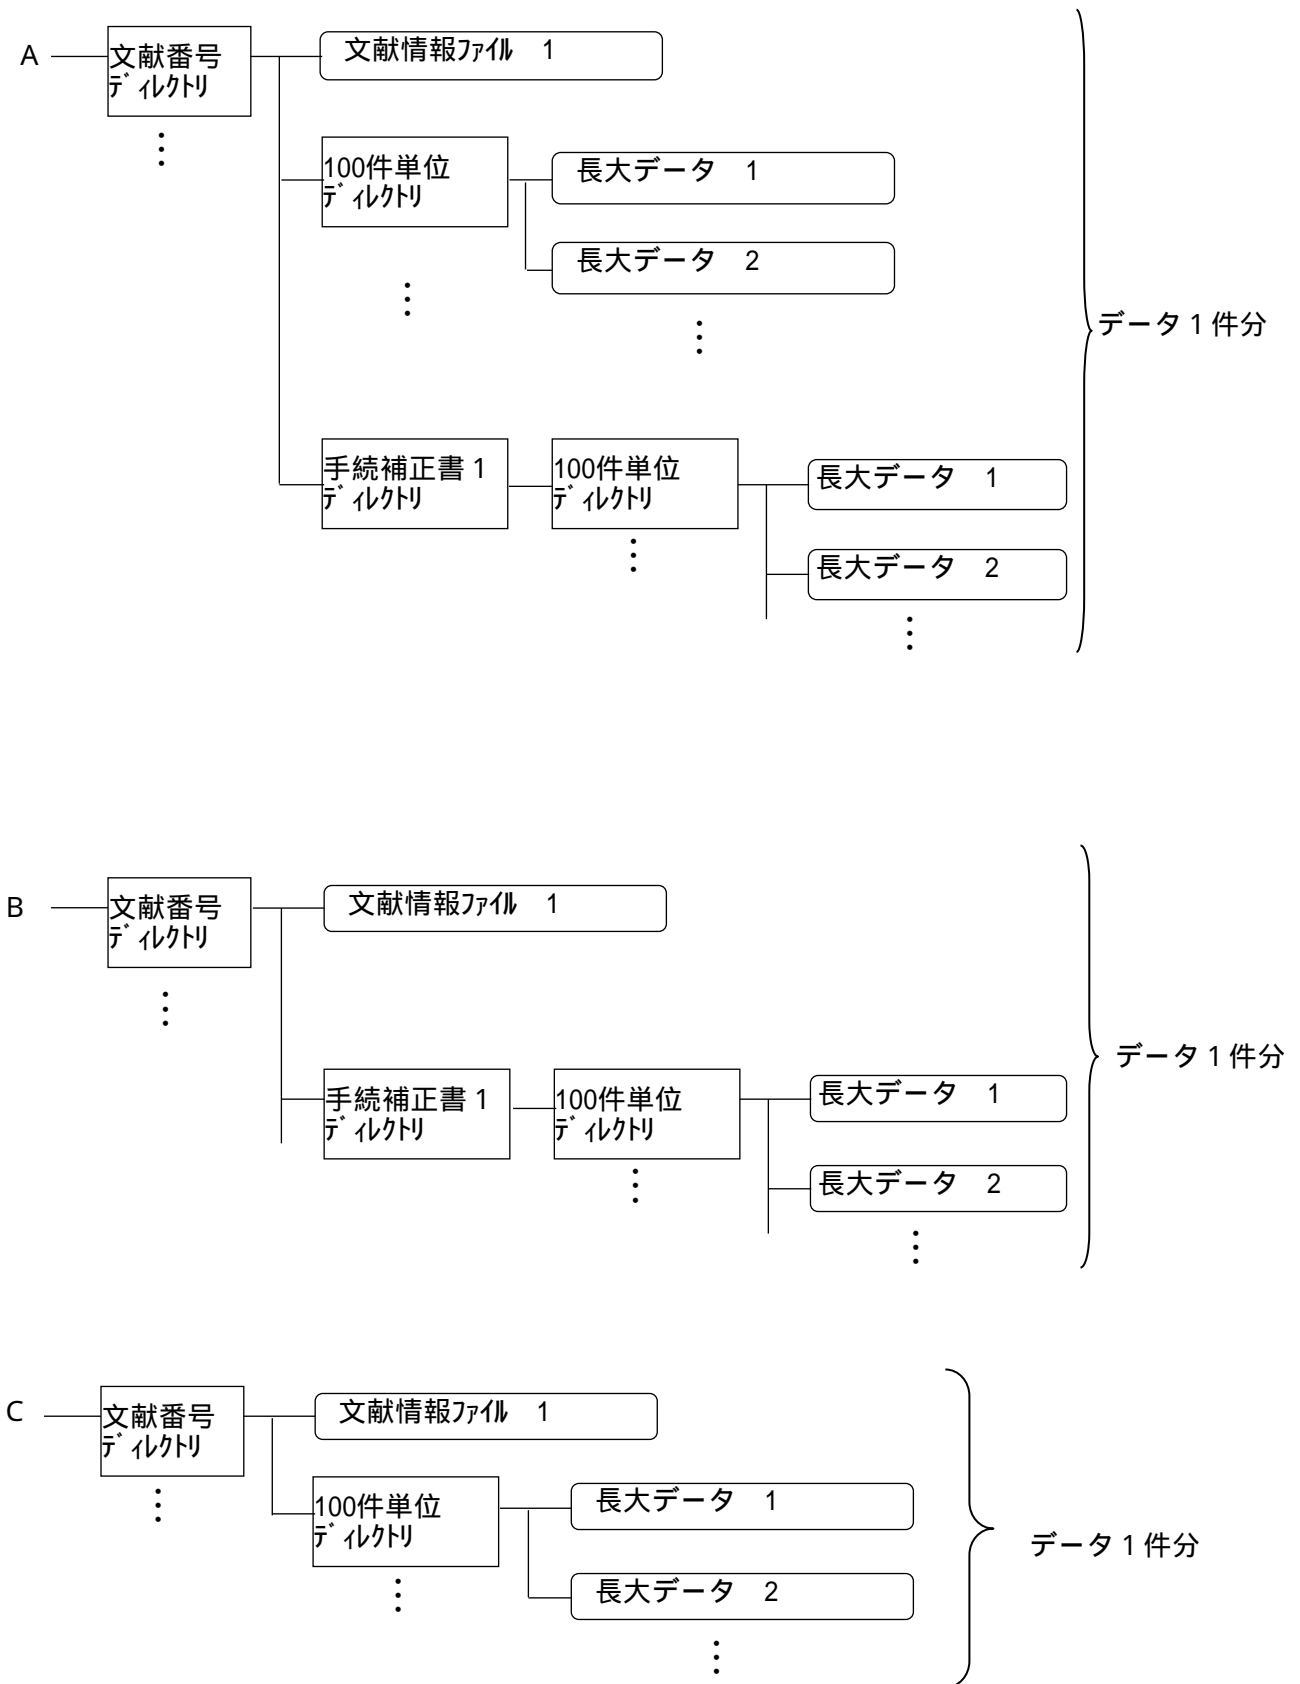 A
文献番号
ディレクトリ
文献情報ファイル 1
⋮
100件単位
ディレクトリ
長大データ 1
長大データ 2
⋮
⋮
データ1件分
手続補正書1
ディレクトリ
100件単位
ディレクトリ
長大データ 1
⋮
長大データ 2
⋮
B
文献番号
ディレクトリ
文献情報ファイル 1
⋮
データ1件分
手続補正書1
ディレクトリ
100件単位
ディレクトリ
長大データ 1
⋮
長大データ 2
⋮
C
文献番号
ディレクトリ
文献情報ファイル 1
⋮
100件単位
ディレクトリ
長大データ 1
データ1件分
⋮
長大データ 2
⋮